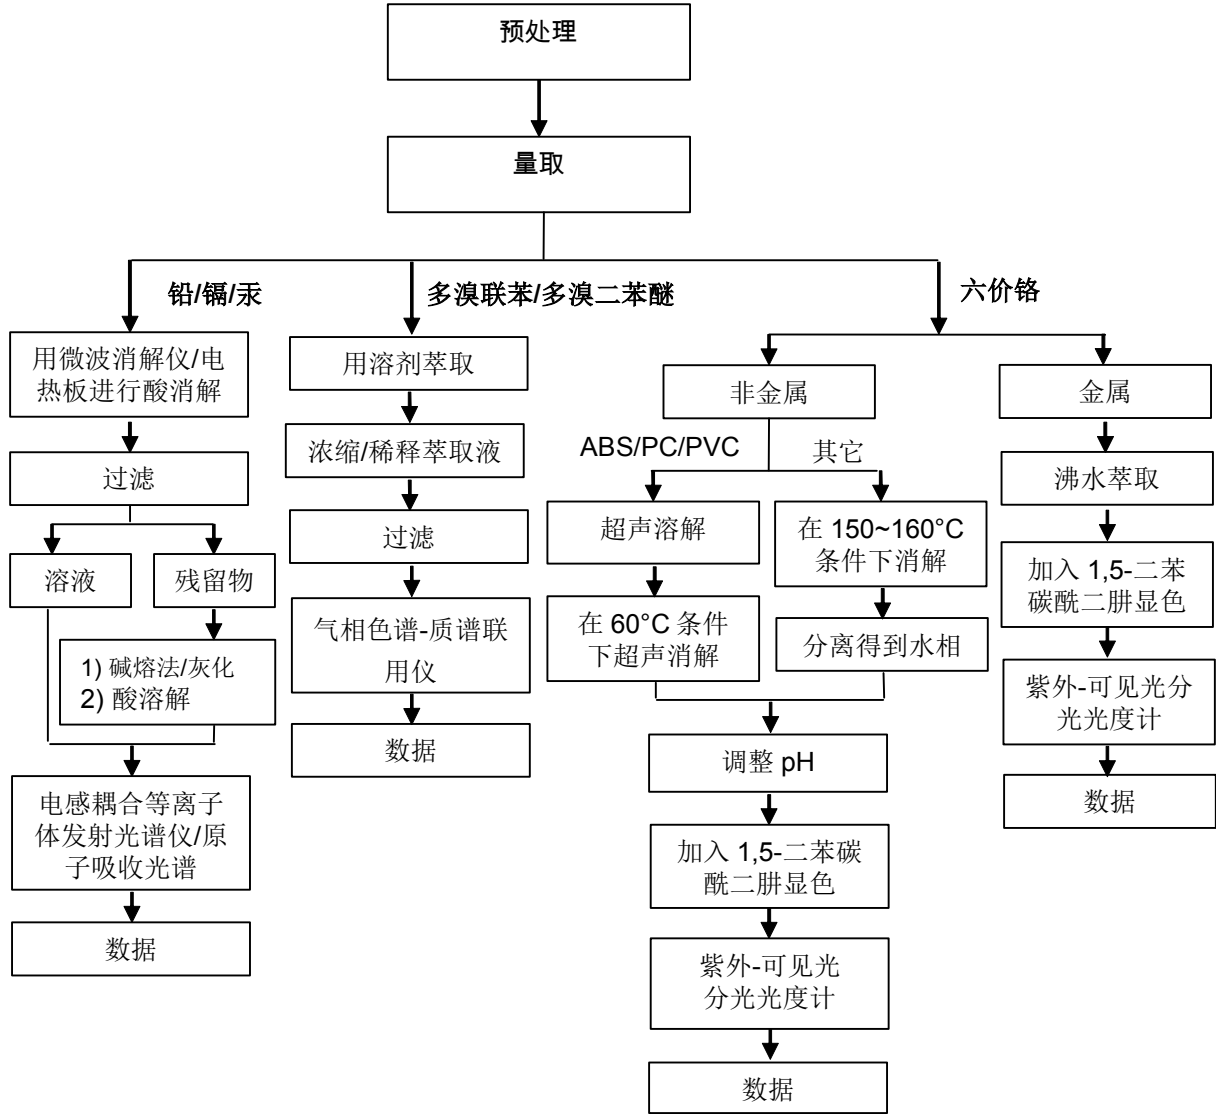 预处理
量取
铅/镉/汞
多溴联苯/多溴二苯醚
六价铬
用微波消解仪/电
热板进行酸消解
过滤
溶液
残留物
1) 碱熔法/灰化
2) 酸溶解
电感耦合等离子
体发射光谱仪/原
子吸收光谱
数据
用溶剂萃取
浓缩/稀释萃取液
过滤
气相色谱-质谱联
用仪
数据
非金属
ABS/PC/PVC
其它
超声溶解
在 60°C 条件
下超声消解
在 150~160°C
条件下消解
分离得到水相
调整 pH
加入 1,5-二苯碳
酰二肼显色
紫外-可见光
分光光度计
数据
金属
沸水萃取
加入 1,5-二苯
碳酰二肼显色
紫外-可见光分
光光度计
数据